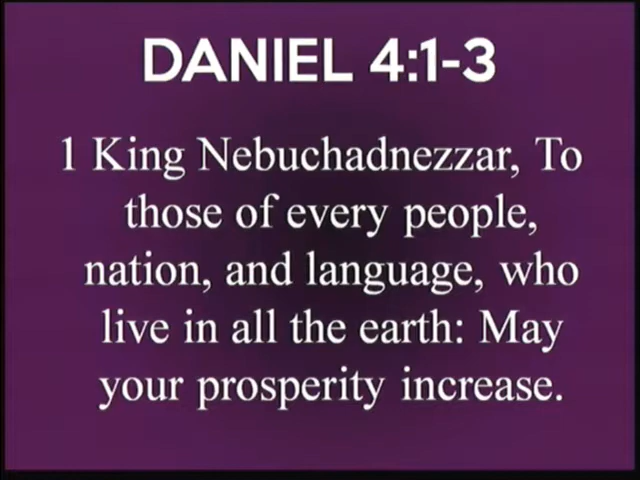 DANIEL 4:1-3
1 King Nebuchadnezzar, To
those of every people,
nation, and language, who
live in all the earth: May
your prosperity increase.